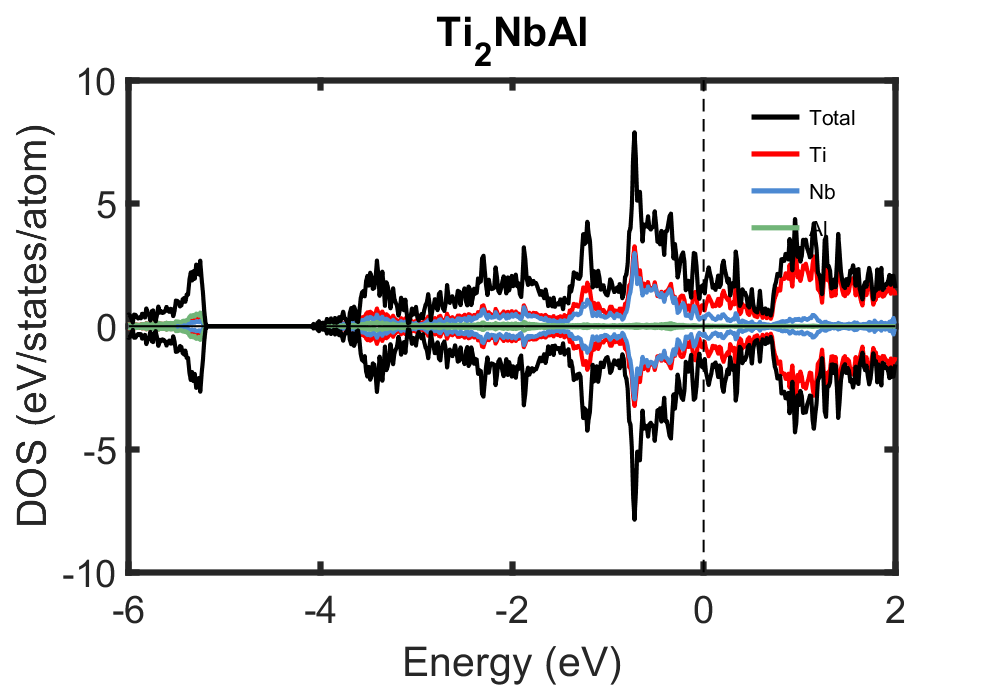 Ti₂NbAl
10
5
0
-5
-10
DOS (eV/states/atom)
Total
Ti
Nb
Al
-6
-4
-2
0
2
Energy (eV)